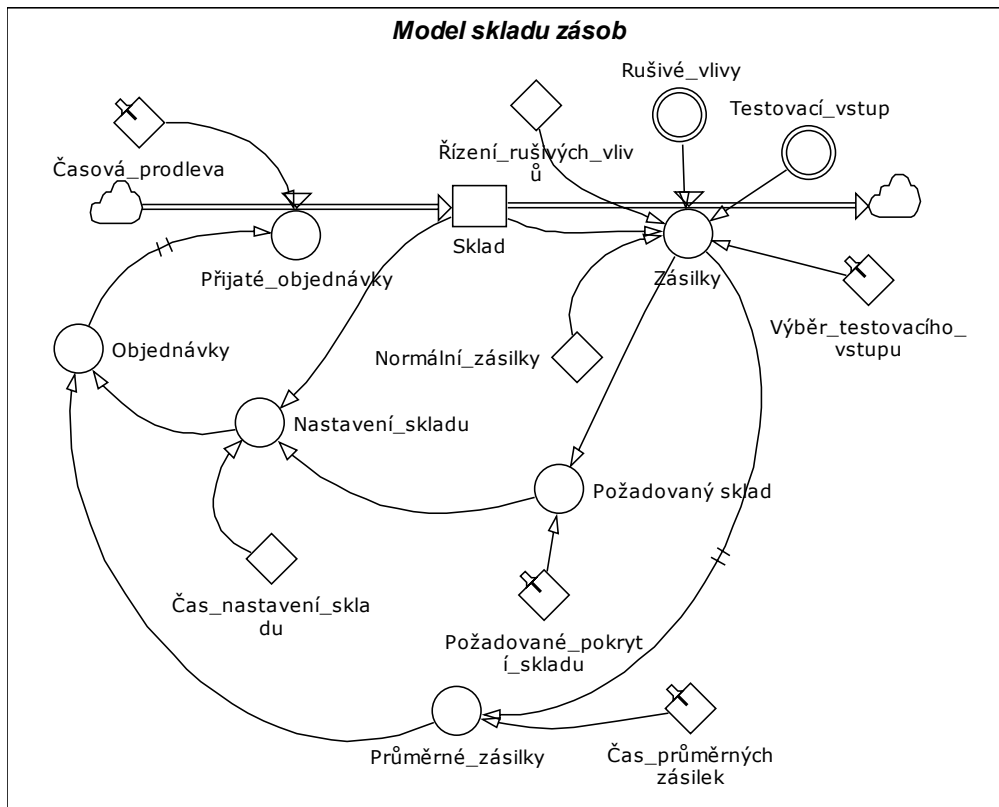 Model skladu zásob
Rušivé_vlivy
Testovací_vstup
Časová_prodleva
Řízení_rušivých_vliv
ů
Sklad
Přijaté_objednávky
Zásilky
Výběr_testovacího_
vstupu
Objednávky
Normální_zásilky
Nastavení_skladu
Požadovaný sklad
Čas_nastavení_skla
du
Požadované_pokryt
í_skladu
Průměrné_zásilky
Čas_průměrných
zásilek